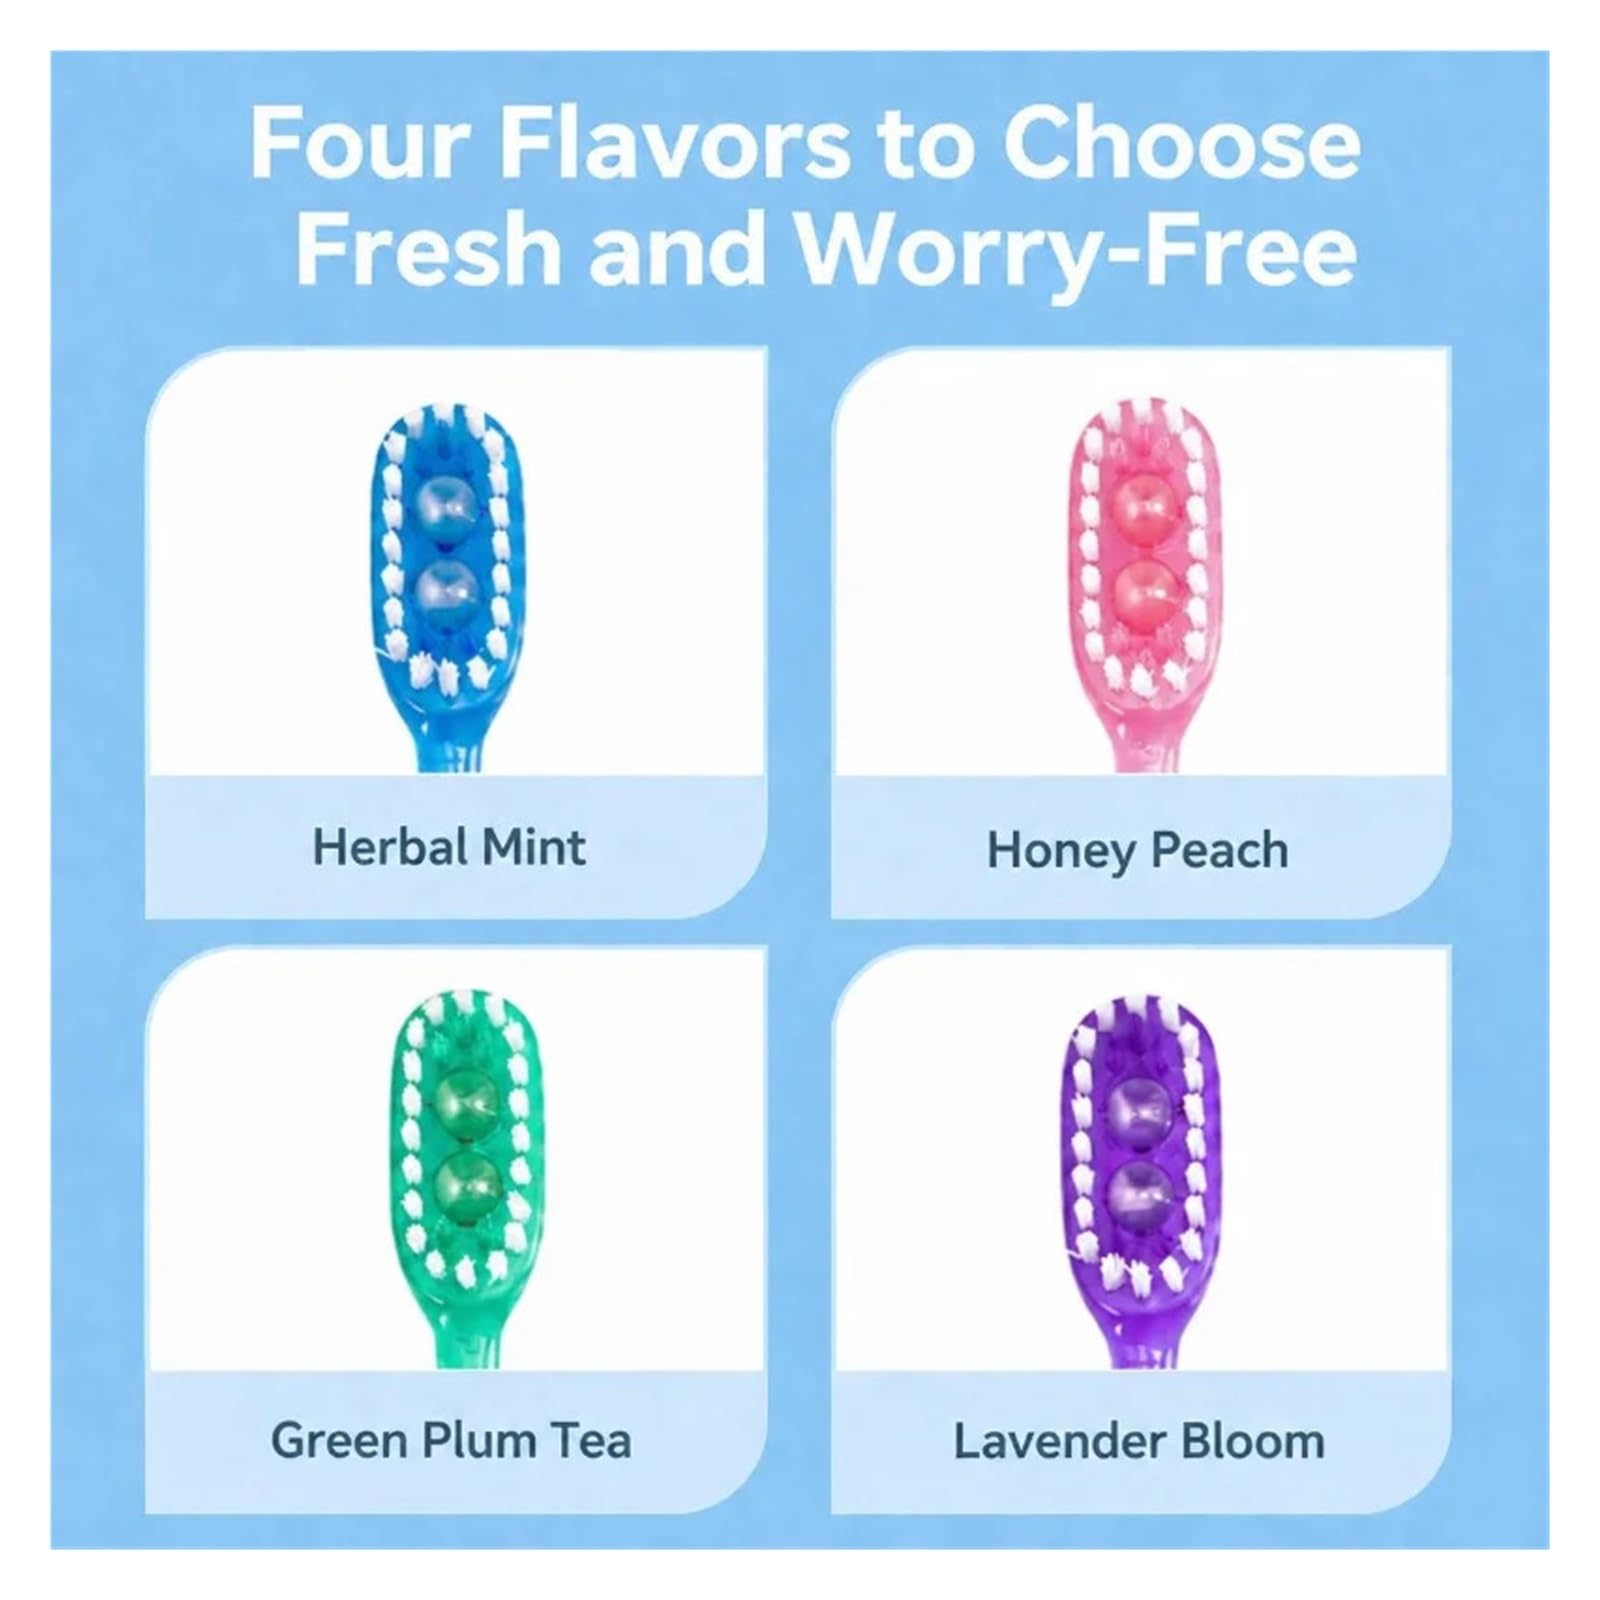 Four Flavors to Choose
Fresh and Worry-Free
Herbal Mint
Honey Peach
Green Plum Tea
Lavender Bloom